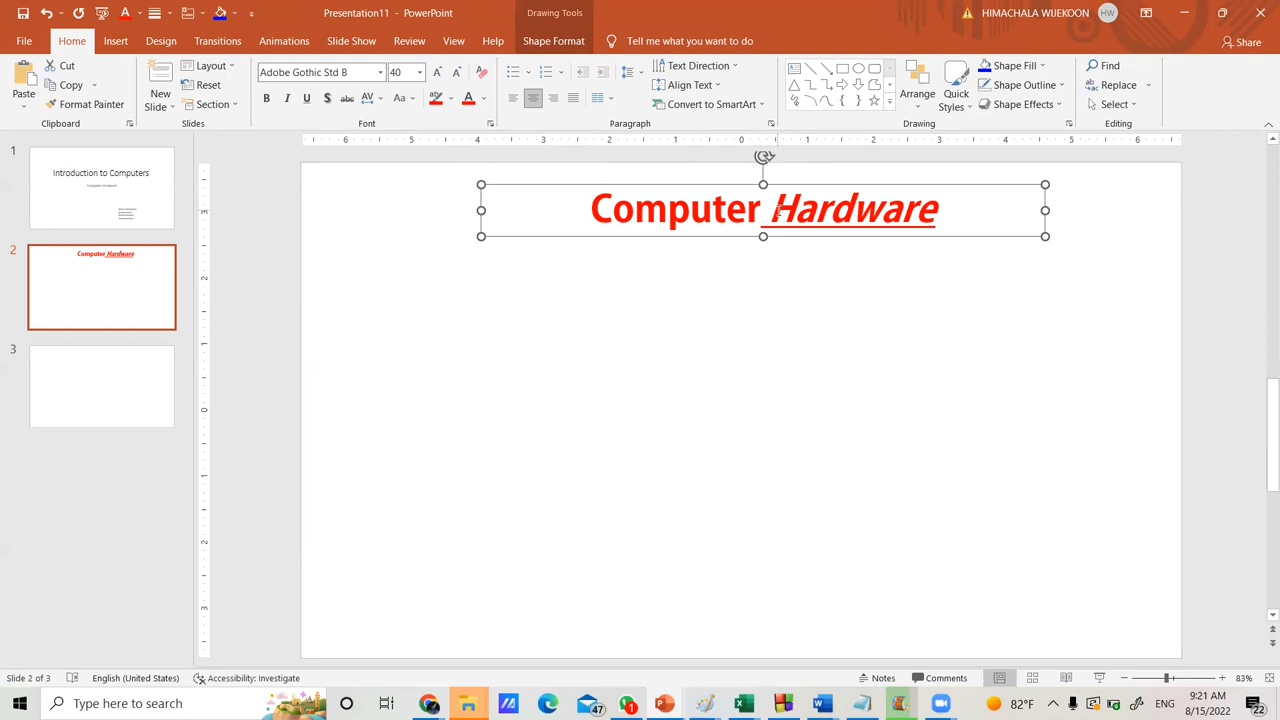 Presentation11 - PowerPoint
Drawing Tools
HIMACHALA WIJEKOON
HW
File
Home
Insert
Design
Transitions
Animations
Slide Show
Review
View
Help
Shape Format
Tell me what you want to do
Share
Paste
Cut
Copy
Format Painter
Clipboard
New
Slide
Layout
Reset
Section
Slides
Adobe Gothic Std B
40
Font
Text Direction
Align Text
Convert to SmartArt
Paragraph
Arrange
Quick
Styles
Shape Fill
Shape Outline
Shape Effects
Drawing
Find
Replace
Select
Editing
1
Introduction to Computers
2
Computer Hardware
3
Computer Hardware
Slide 2 of 3
English (United States)
Accessibility: Investigate
Notes
Comments
83%
Type here to search
47
1
82°F
ENG
9:21 AM
8/15/2022
22